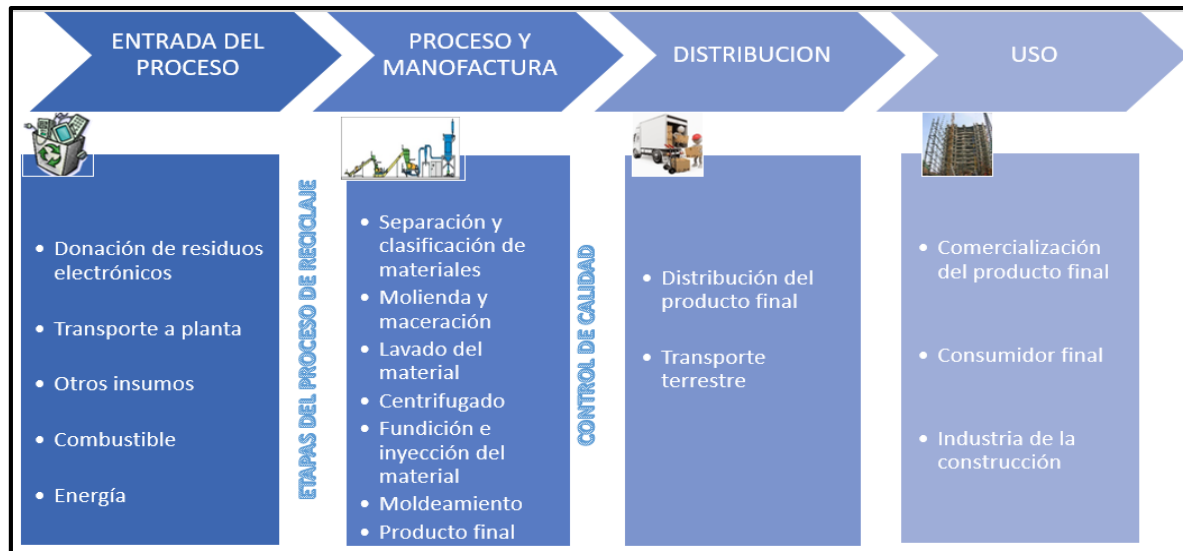 ENTRADA DEL
PROCESO
PROCESO Y
MANOFACTURA
DISTRIBUCION
USO
• Donación de residuos
electrónicos
• Transporte a planta
• Otros insumos
• Combustible
• Energía
ETAPAS DEL PROCESO DE RECICLAJE
• Separación y
clasificación de
materiales
• Molienda y
maceración
• Lavado del
material
• Centrifugado
• Fundición e
inyección del
material
• Moldeamiento
• Producto final
CONTROL DE CALIDAD
• Distribución del
producto final
• Transporte
terrestre
• Comercialización
del producto final
• Consumidor final
• Industria de la
construcción